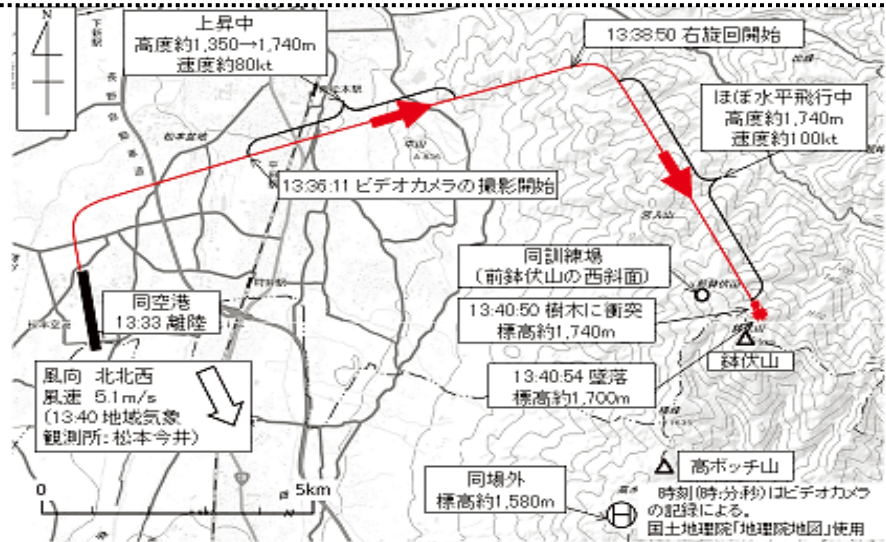 N
上昇中
高度約1,350→1,740m
速度約80kt
13:38:50 右旋回開始
ほぼ水平飛行中
高度約1,740m
速度約100kt
13:36:11 ビデオカメラの撮影開始
中山
同訓練場
(前鉢伏山の西斜面)
同空港
13:33 離陸
13:40:50 樹木に衝突
標高約1,740m
鉢伏山
13:40:54 墜落
標高約1,700m
風向 北北西
風速 5.1m/s
(13:40 地域気象
観測所:松本今井)
高ボッチ山
同場外
標高約1,580m
H
0
5km
時刻(時:分:秒)はビデオカメラ
の記録による。
国土地理院「地理院地図」使用